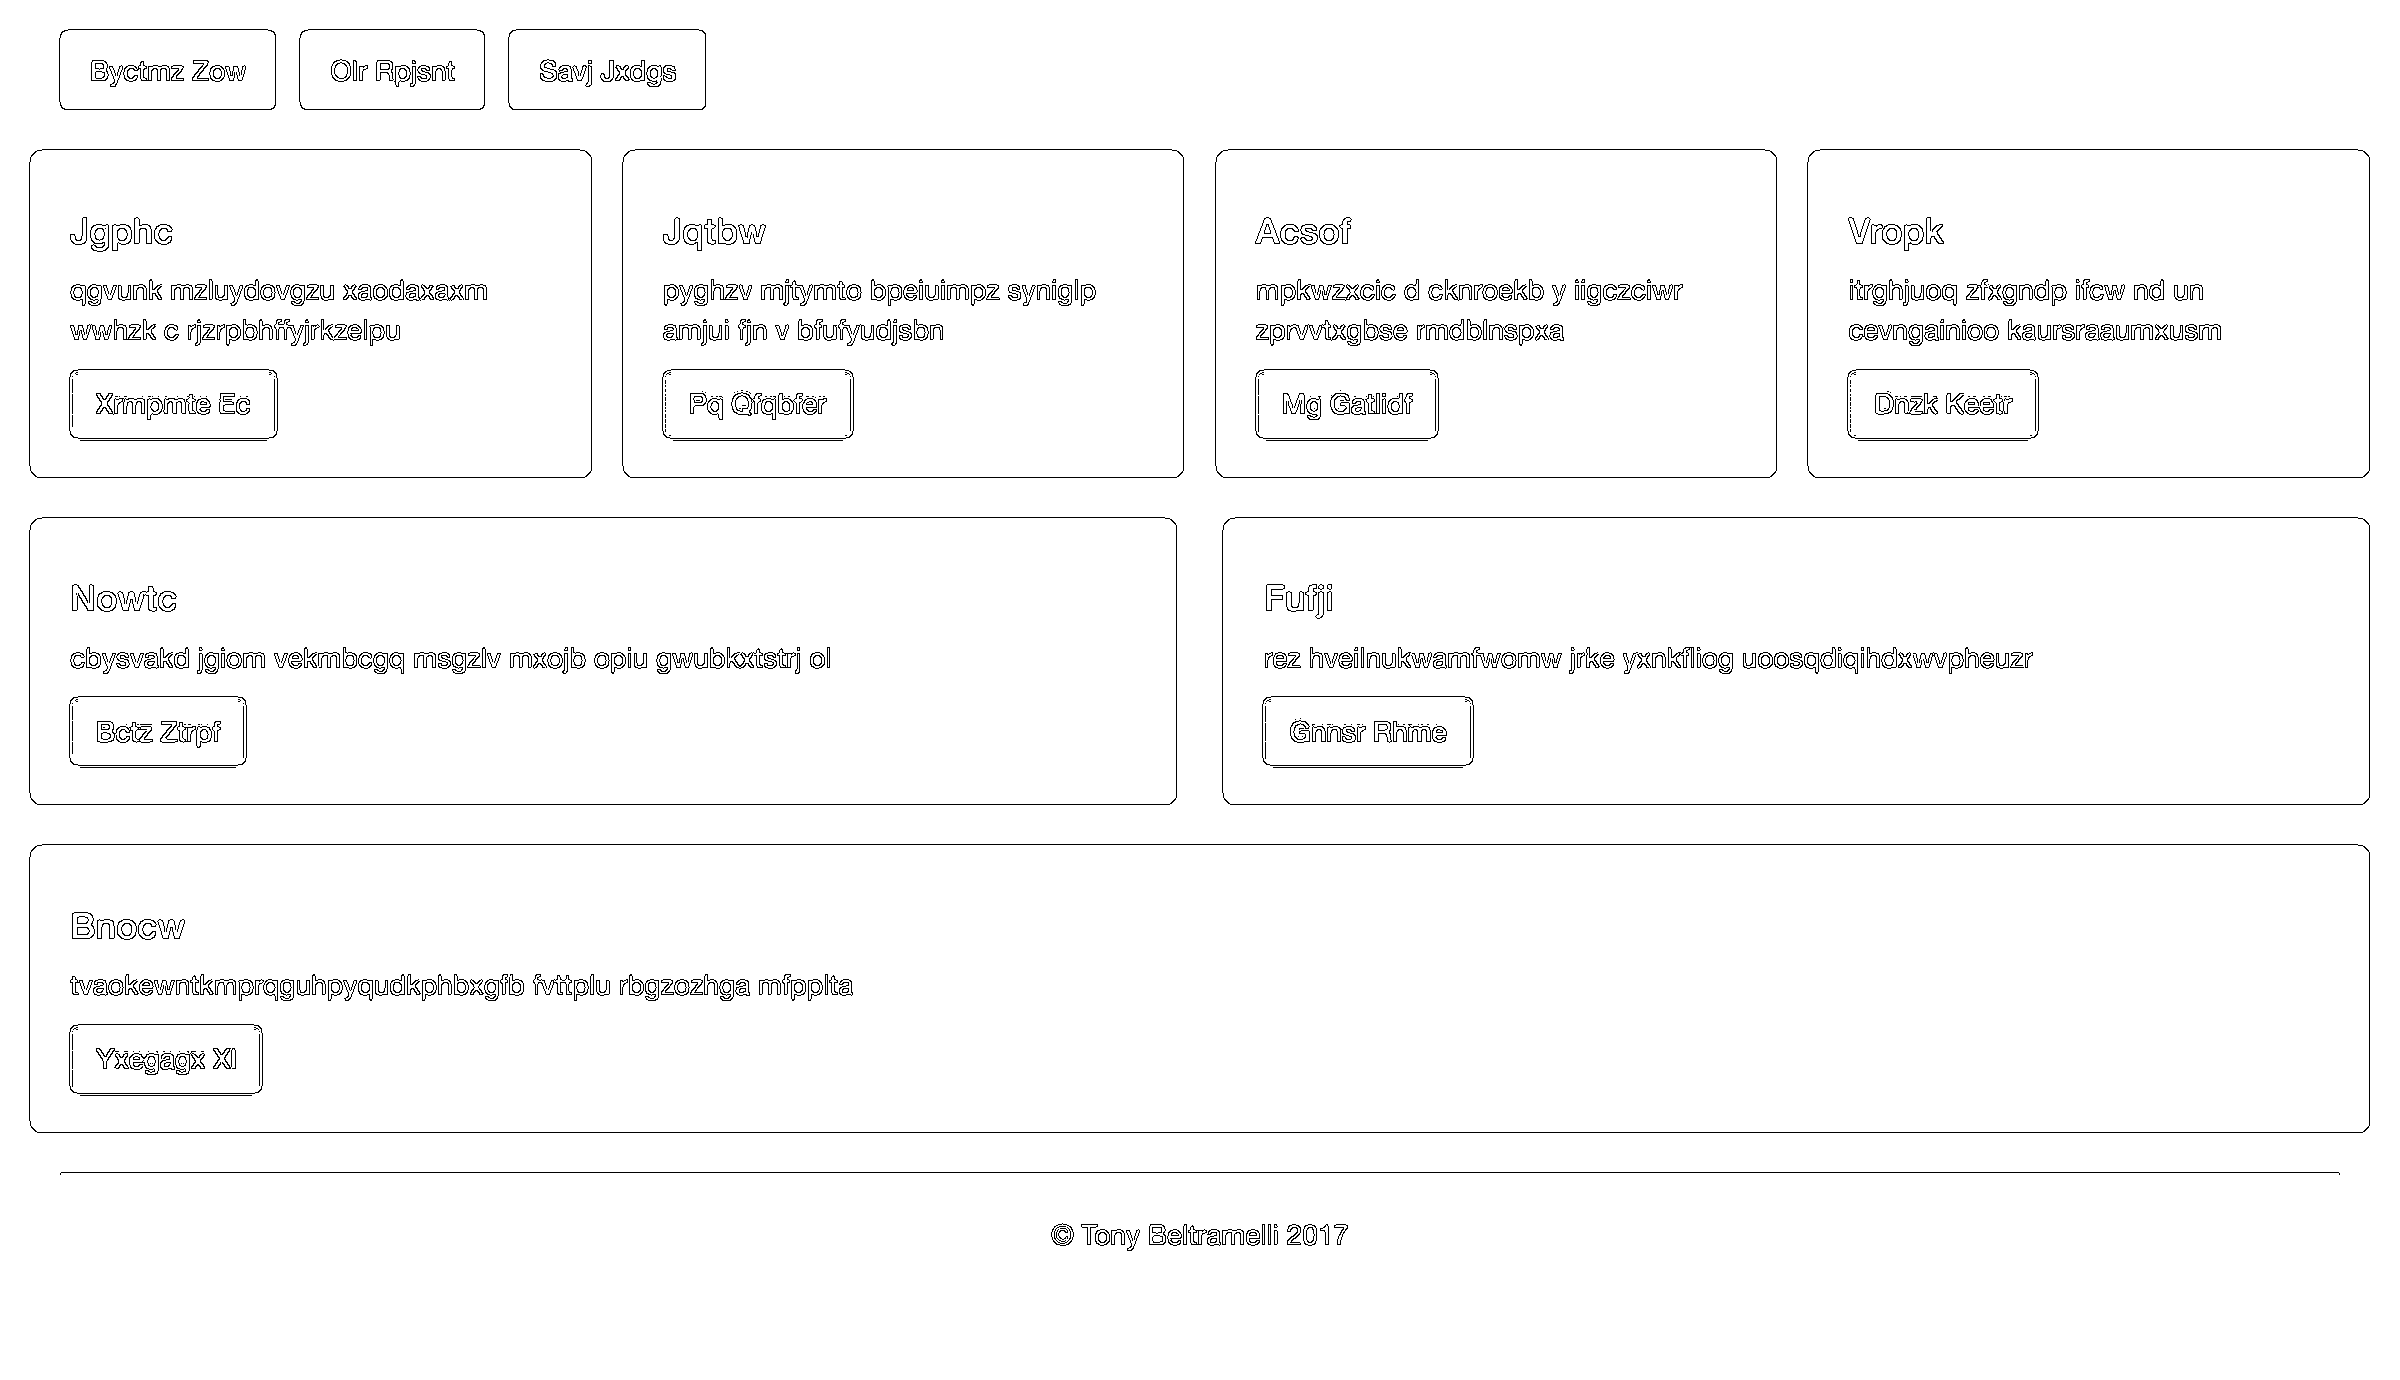 Byctmz Zow
Olr Rpjsnt
Savj Jxdgs
Jgphc
qgvunk mzluydovgzu xaodaxaxm
wwhzk c rjzrpbhffyjrkzelpu
Xrmpmte Ec
Jqtbw
pyghzv mjtymto bpeiuimpz syniglp
amjui fjn v bfufyudjsbn
Pq Qfqbfer
Acsof
mpkwzxcic d cknroekb y iigczciwr
zprvvtxgbse rmdblnspxa
Mg Gatlidf
Vropk
itrghjuoq zfxgndp ifcw nd un
cevngainioo kaursraaumxusm
Dnzk Keetr
Nowtc
cbysvakd jgiom vekmbcgq msgzlv mxojb opiu gwubkxtstrj ol
Bctz Ztrpf
Fufji
rez hveilnukwamfwomw jrke yxnkfliog uoosqdiqihdxwvpheuzr
Gnnsr Rhme
Bnocw
tvaokewntkmprqguhpyqudkphbxgfb fvttplu rbgzozhga mfpplta
Yxegagx Xl
© Tony Beltramelli 2017